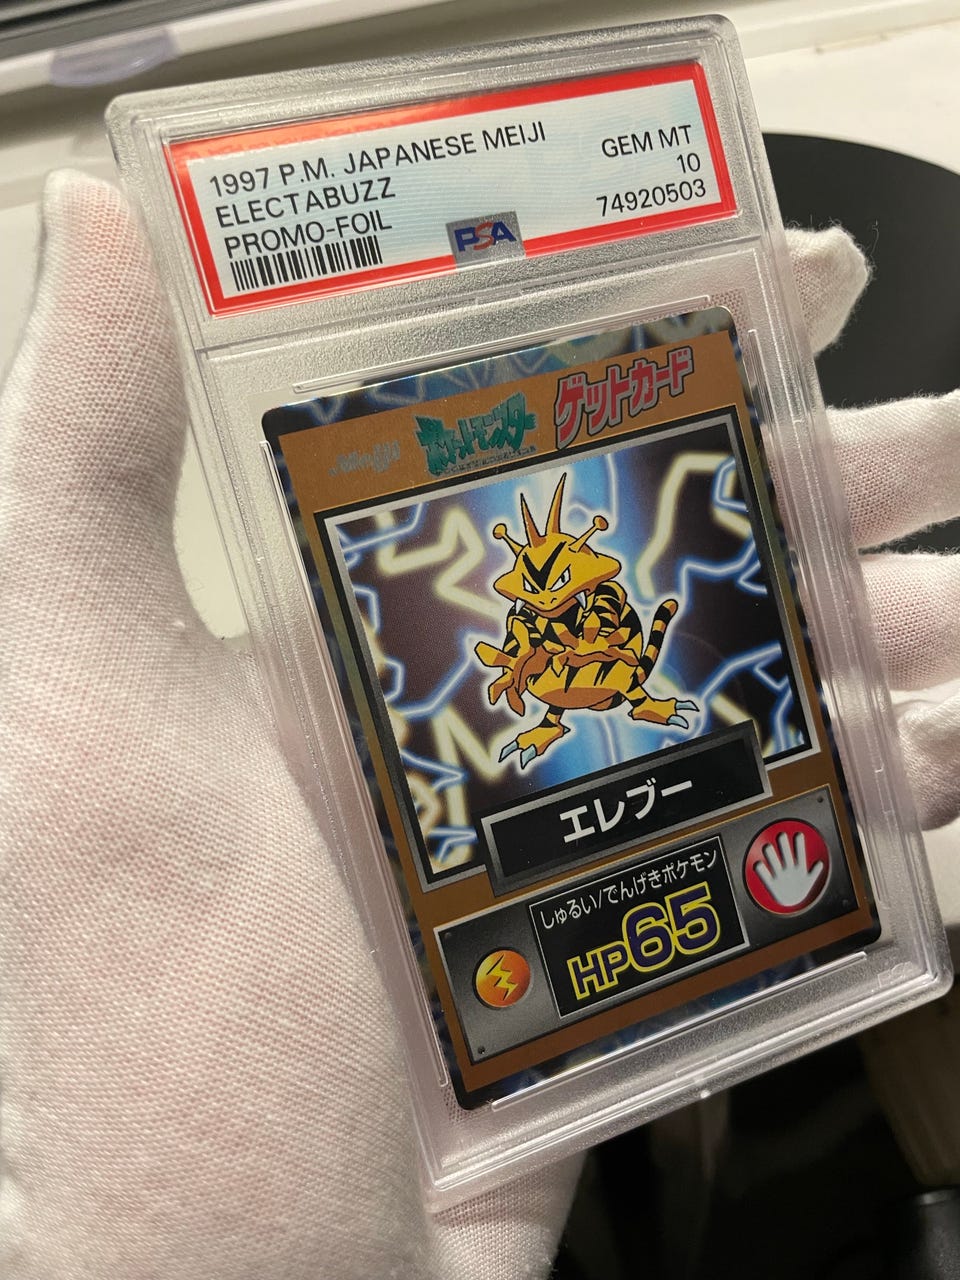 1997 P.M. JAPANESE MEIJI
GEM MT
ELECTABUZZ
10
PROMO-FOIL
74920503
PSA
ポケットモンスター
ゲットカード
エレブー
しゅるい/でんげきポケモン
HP65